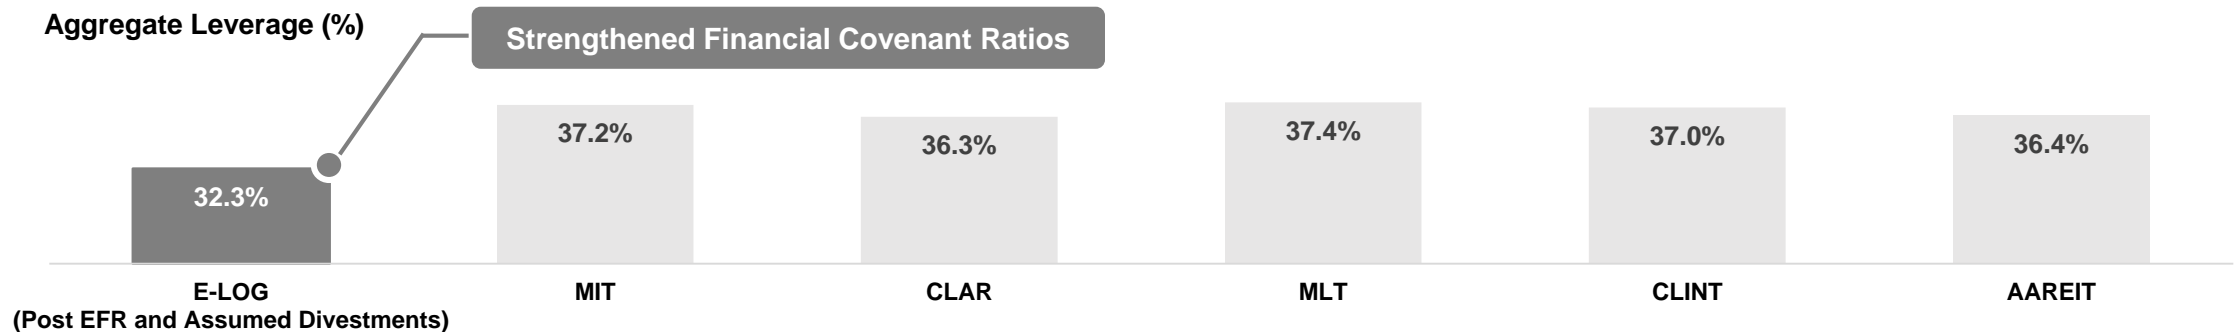 Aggregate Leverage (%)
Strengthened Financial Covenant Ratios
32.3%
37.2%
36.3%
37.4%
37.0%
36.4%
E-LOG
(Post EFR and Assumed Divestments)
MIT
CLAR
MLT
CLINT
AAREIT